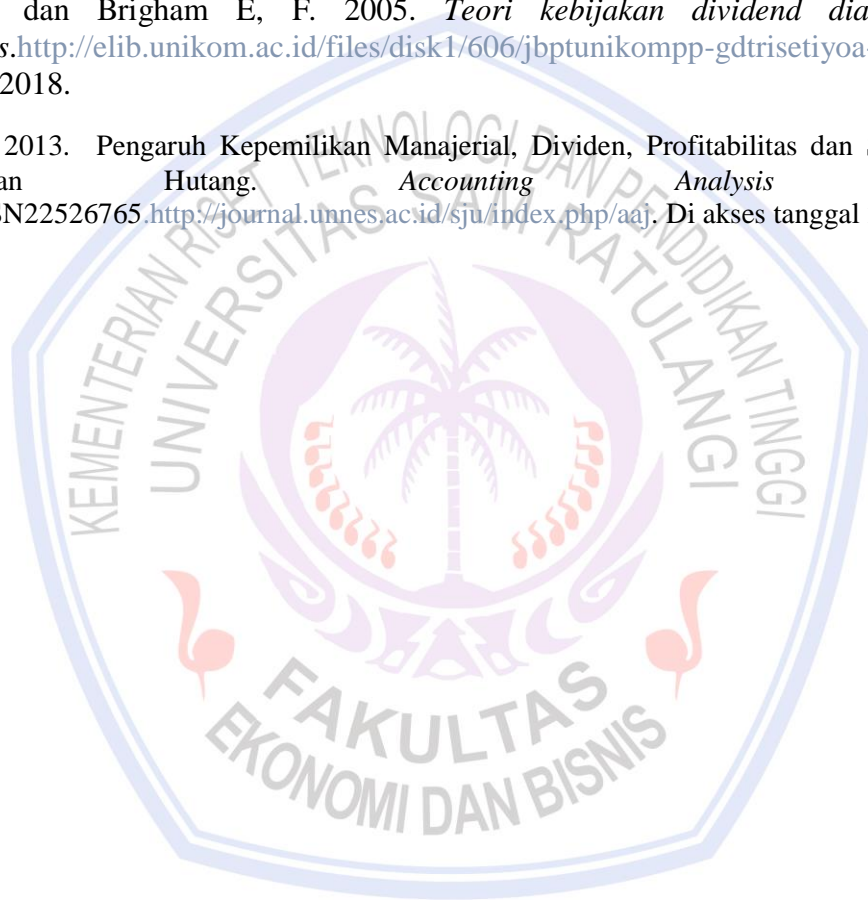 dan Brigham E, F. 2005. Teori kebijakan dividend dia
s.http://elib.unikom.ac.id/files/disk1/606/jbptunikompp-gdtrisetiyoa-
2018.
2013. Pengaruh Kepemilikan Manajerial, Dividen, Profitabilitas dan
an Hutang. Accounting Analysis
SN22526765.http://journal.unnes.ac.id/sju/index.php/aaj. Di akses tanggal
KEMENTERIAN RISET TEKNOLOGI DAN PENDIDIKAN TINGGI
UNIVERSITAS SAM RATULANGI
FAKULTAS
EKONOMI DAN BISNIS